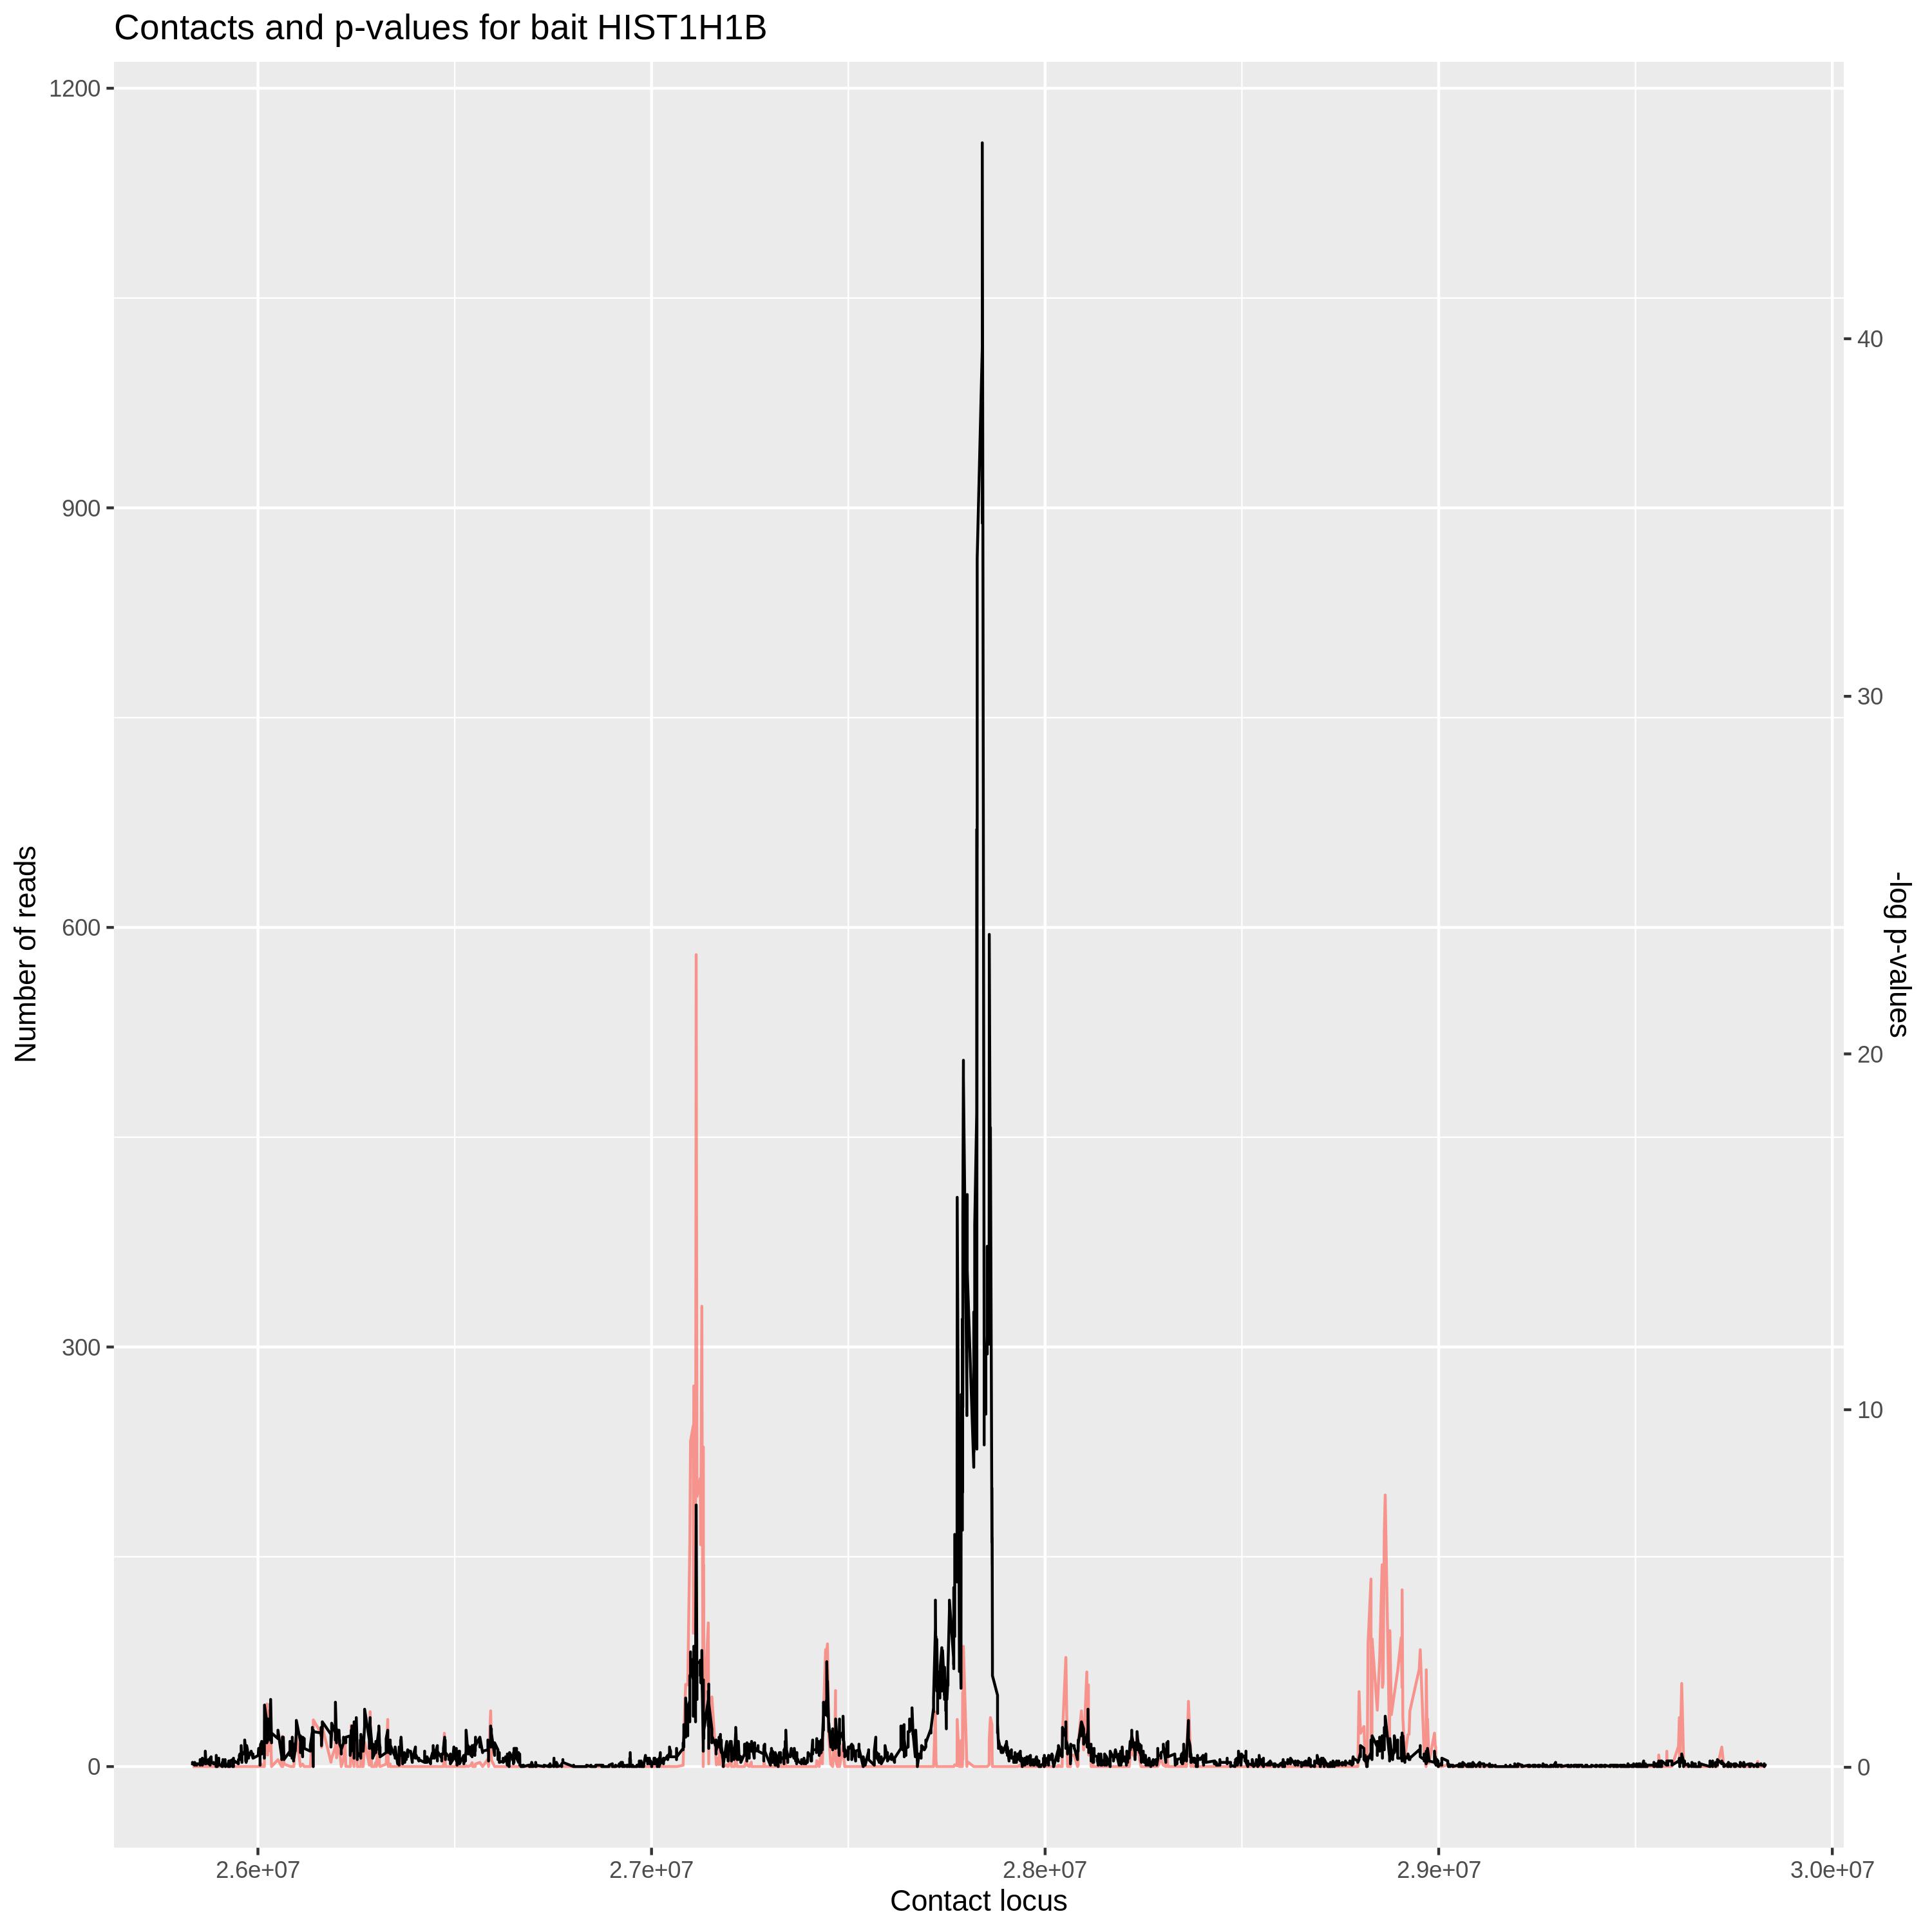 Contacts and p-values for bait HIST1H1B
1200
900
600
300
0
Number of reads
40
30
20
10
0
-log p-values
2.6e+07 2.7e+07 2.8e+07 2.9e+07 3.0e+07
Contact locus